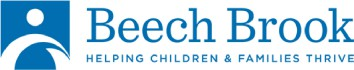 Beech Brook
HELPING CHILDREN & FAMILIES THRIVE